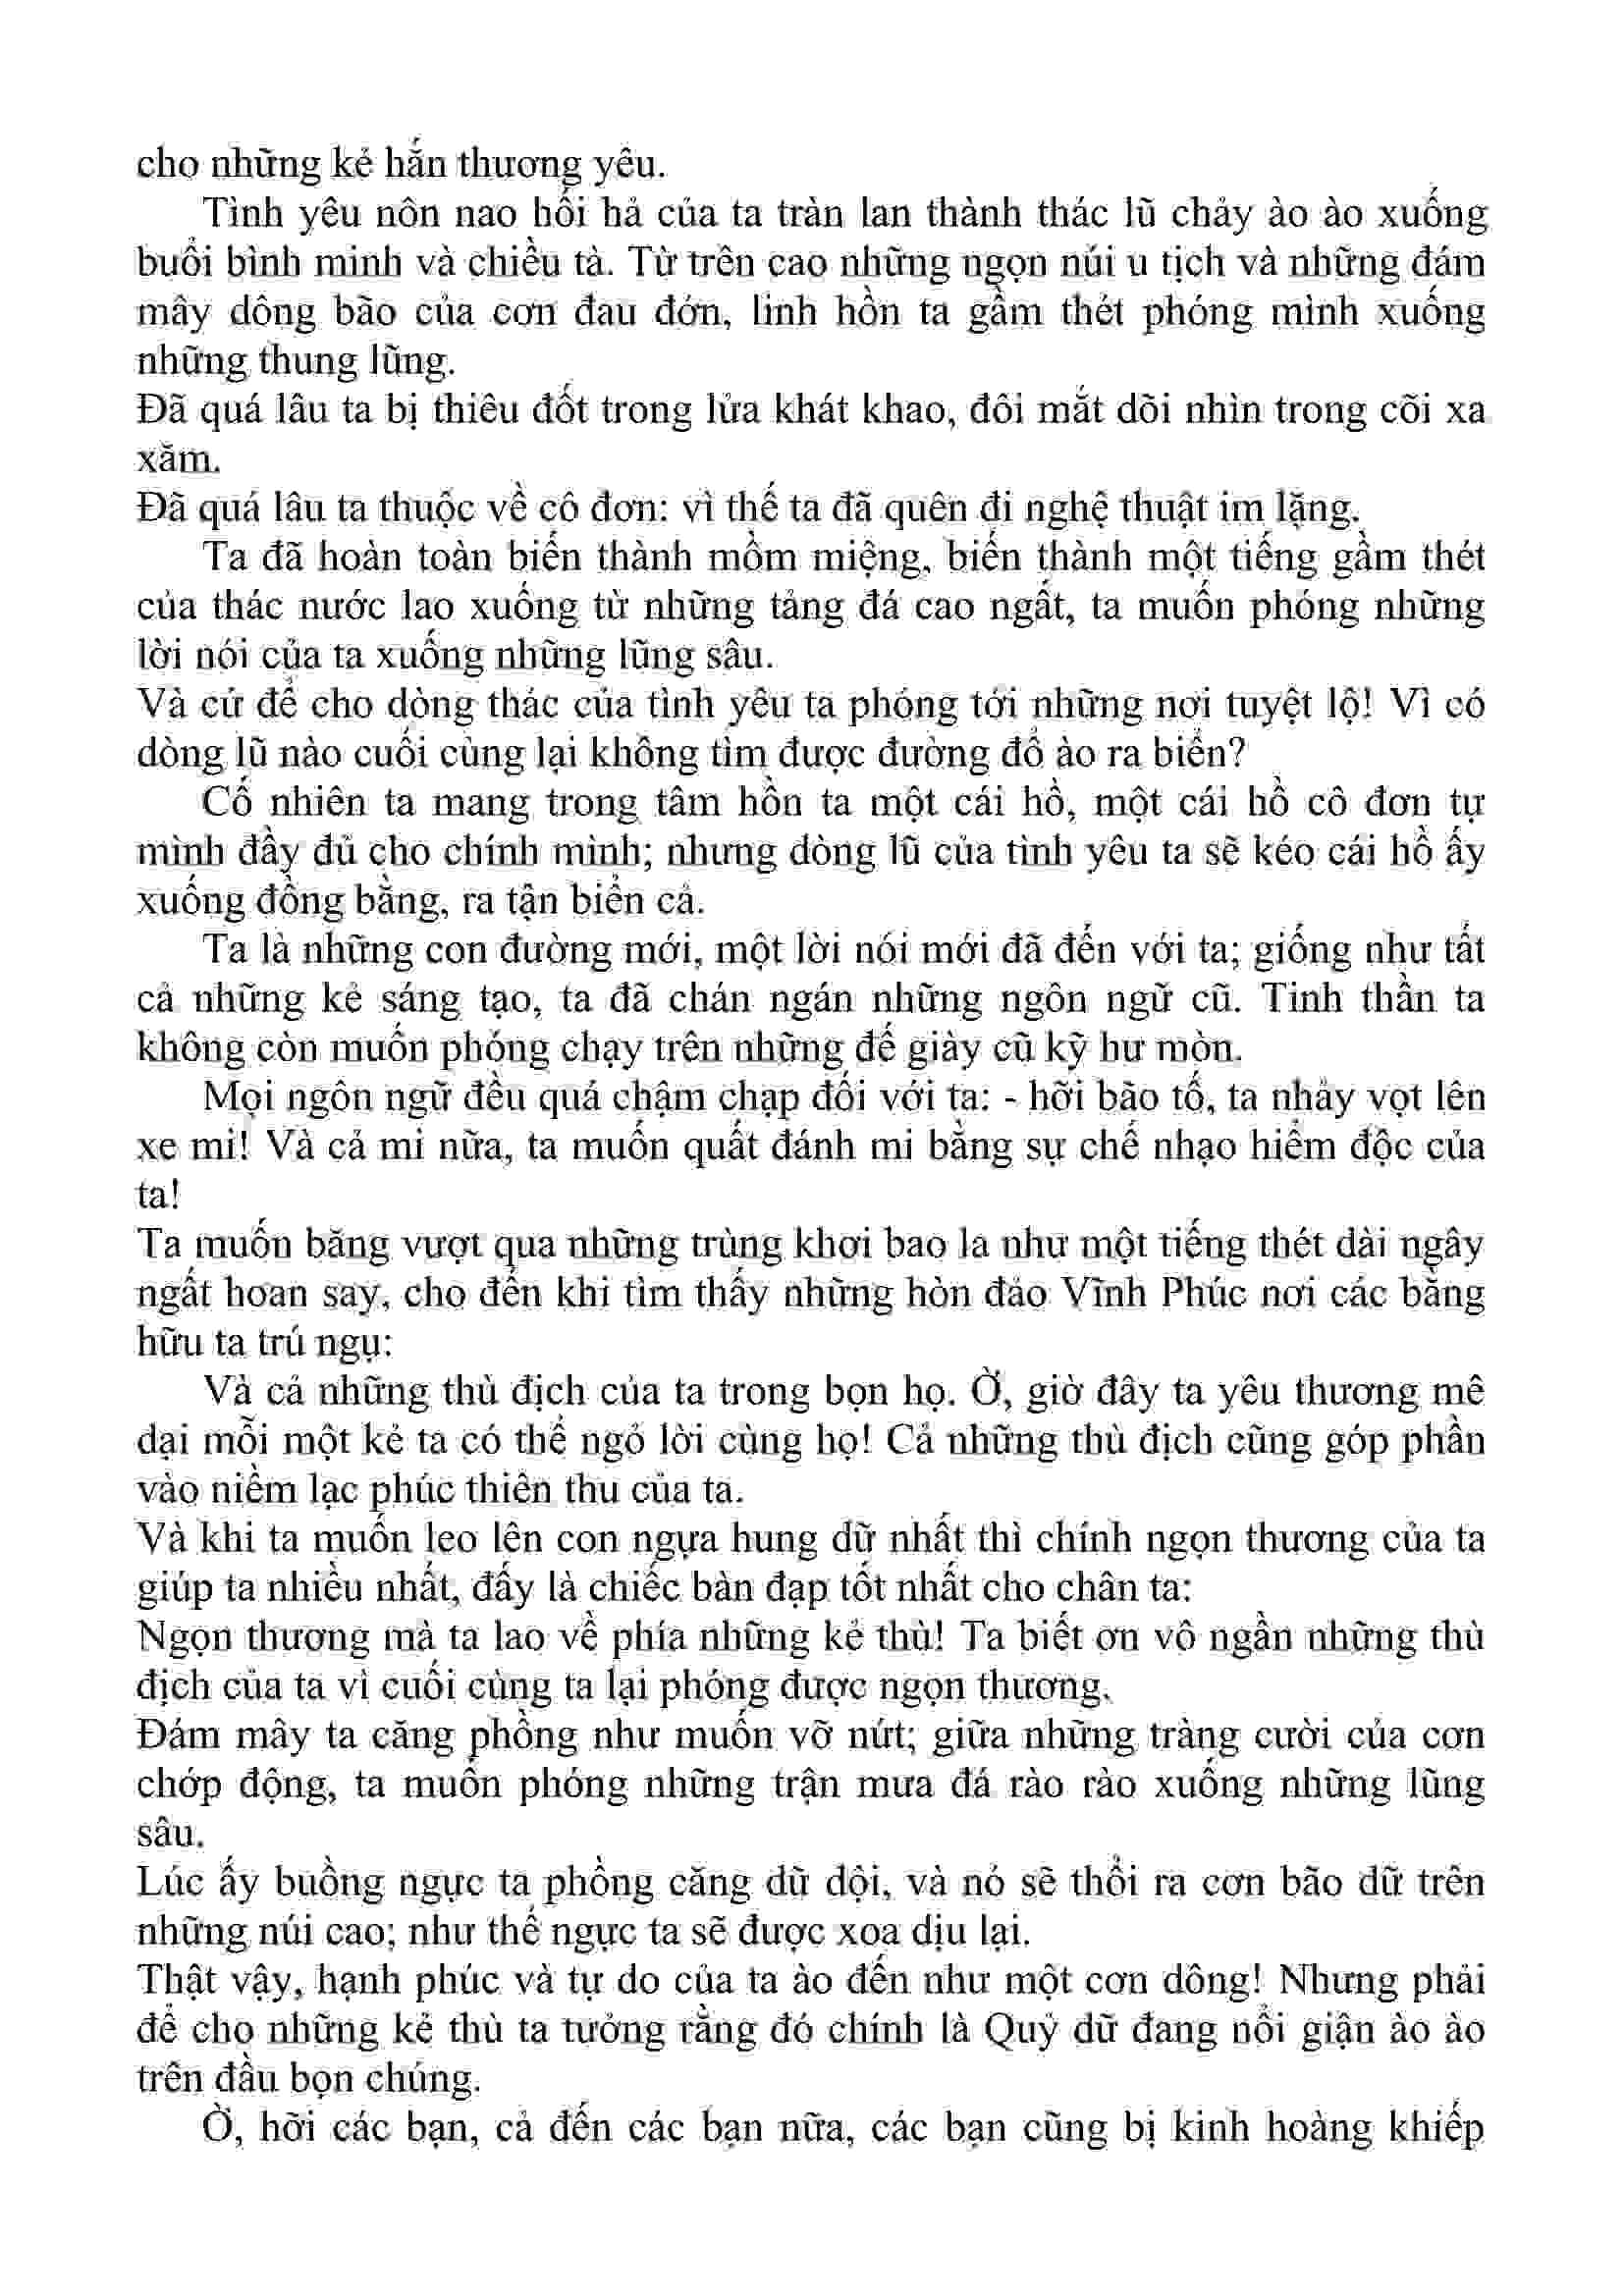 cho những kẻ hắn thương yêu.
Tình yêu nôn nao hối hả của ta tràn lan thành thác lũ chảy ào ào xuống
buổi bình minh và chiều tà. Từ trên cao những ngọn núi u tịch và những đám
mây dông bão của cơn đau đớn, linh hồn ta gầm thét phóng mình xuống
những thung lũng.
Đã quá lâu ta bị thiêu đốt trong lửa khát khao, đôi mắt dõi nhìn trong cõi xa
xăm.
Đã quá lâu ta thuộc về cô đơn: vì thế ta đã quên đi nghệ thuật im lặng.
Ta đã hoàn toàn biến thành mồm miệng, biến thành một tiếng gầm thét
của thác nước lao xuống từ những tảng đá cao ngất, ta muốn phóng những
lời nói của ta xuống những lũng sâu.
Và cứ để cho dòng thác của tình yêu ta phóng tới những nơi tuyệt lộ! Vì có
dòng lũ nào cuối cùng lại không tìm được đường đổ ào ra biển?
Cố nhiên ta mang trong tâm hồn ta một cái hồ, một cái hồ cô đơn tự
mình đầy đủ cho chính mình; nhưng dòng lũ của tình yêu ta sẽ kéo cái hồ ấy
xuống đồng bằng, ra tận biển cả.
Ta là những con đường mới, một lời nói mới đã đến với ta; giống như tất
cả những kẻ sáng tạo, ta đã chán ngán những ngôn ngữ cũ. Tinh thần ta
không còn muốn phóng chạy trên những đế giày cũ kỹ hư mòn.
Mọi ngôn ngữ đều quá chậm chạp đối với ta: - hỡi bão tố, ta nhảy vọt lên
xe mi! Và cả mi nữa, ta muốn quất đánh mi bằng sự chế nhạo hiểm độc của
ta!
Ta muốn băng vượt qua những trùng khơi bao la như một tiếng thét dài ngây
ngất hoan say, cho đến khi tìm thấy những hòn đảo Vĩnh Phúc nơi các bằng
hữu ta trú ngụ:
Và cả những thù địch của ta trong bọn họ. Ờ, giờ đây ta yêu thương mê
dại mỗi một kẻ ta có thể ngỏ lời cùng họ! Cả những thù địch cũng góp phần
vào niềm lạc phúc thiên thu của ta.
Và khi ta muốn leo lên con ngựa hung dữ nhất thì chính ngọn thương của ta
giúp ta nhiều nhất, đấy là chiếc bàn đạp tốt nhất cho chân ta:
Ngọn thương mà ta lao về phía những kẻ thù! Ta biết ơn vô ngần những thù
địch của ta vì cuối cùng ta lại phóng được ngọn thương.
Đám mây ta căng phồng như muốn vỡ nứt; giữa những tràng cười của cơn
chớp động, ta muốn phóng những trận mưa đá rào rào xuống những lũng
sâu.
Lúc ấy buồng ngực ta phồng căng dữ dội, và nó sẽ thổi ra cơn bão dữ trên
những núi cao; như thế ngực ta sẽ được xoa dịu lại.
Thật vậy, hạnh phúc và tự do của ta ào đến như một cơn dông! Nhưng phải
để cho những kẻ thù ta tưởng rằng đó chính là Quỷ dữ đang nổi giận ào ào
trên đầu bọn chúng.
Ờ, hỡi các bạn, cả đến các bạn nữa, các bạn cũng bị kinh hoàng khiếp